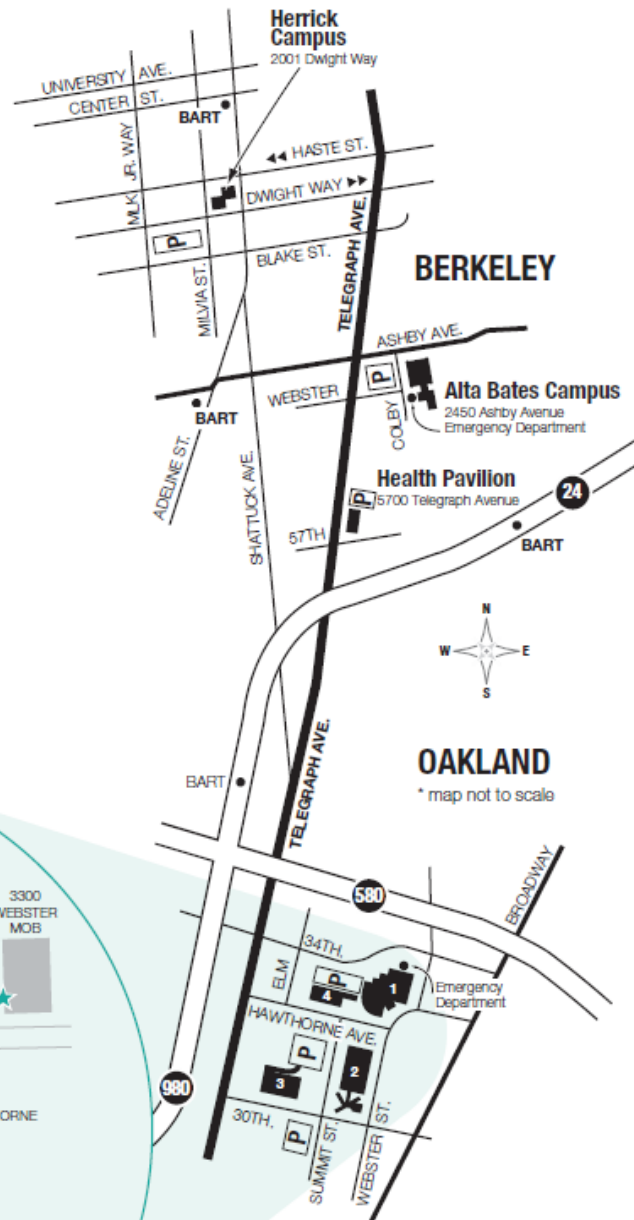 Herrick
Campus
2001 Dwight Way
UNIVERSITY AVE.
CENTER ST.
BART
MLK JR. WAY
◄◄ HASTE ST.
DWIGHT WAY ►►
P
MILVIA ST.
BLAKE ST.
TELEGRAPH AVE.
BERKELEY
ASHBY AVE.
P
WEBSTER
COLBY
Alta Bates Campus
2450 Ashby Avenue
Emergency Department
BART
ADELINE ST.
SHATTUCK AVE.
Health Pavilion
P
5700 Telegraph Avenue
24
57TH
BART
N
W E
S
TELEGRAPH AVE.
OAKLAND
* map not to scale
BART
BROADWAY
580
3300
WEBSTER
MOB
34TH.
ELM
P
4
1
Emergency
Department
HAWTHORNE AVE.
P
2
3
980
30TH.
P
SUMMIT ST.
WEBSTER ST.
ORNE